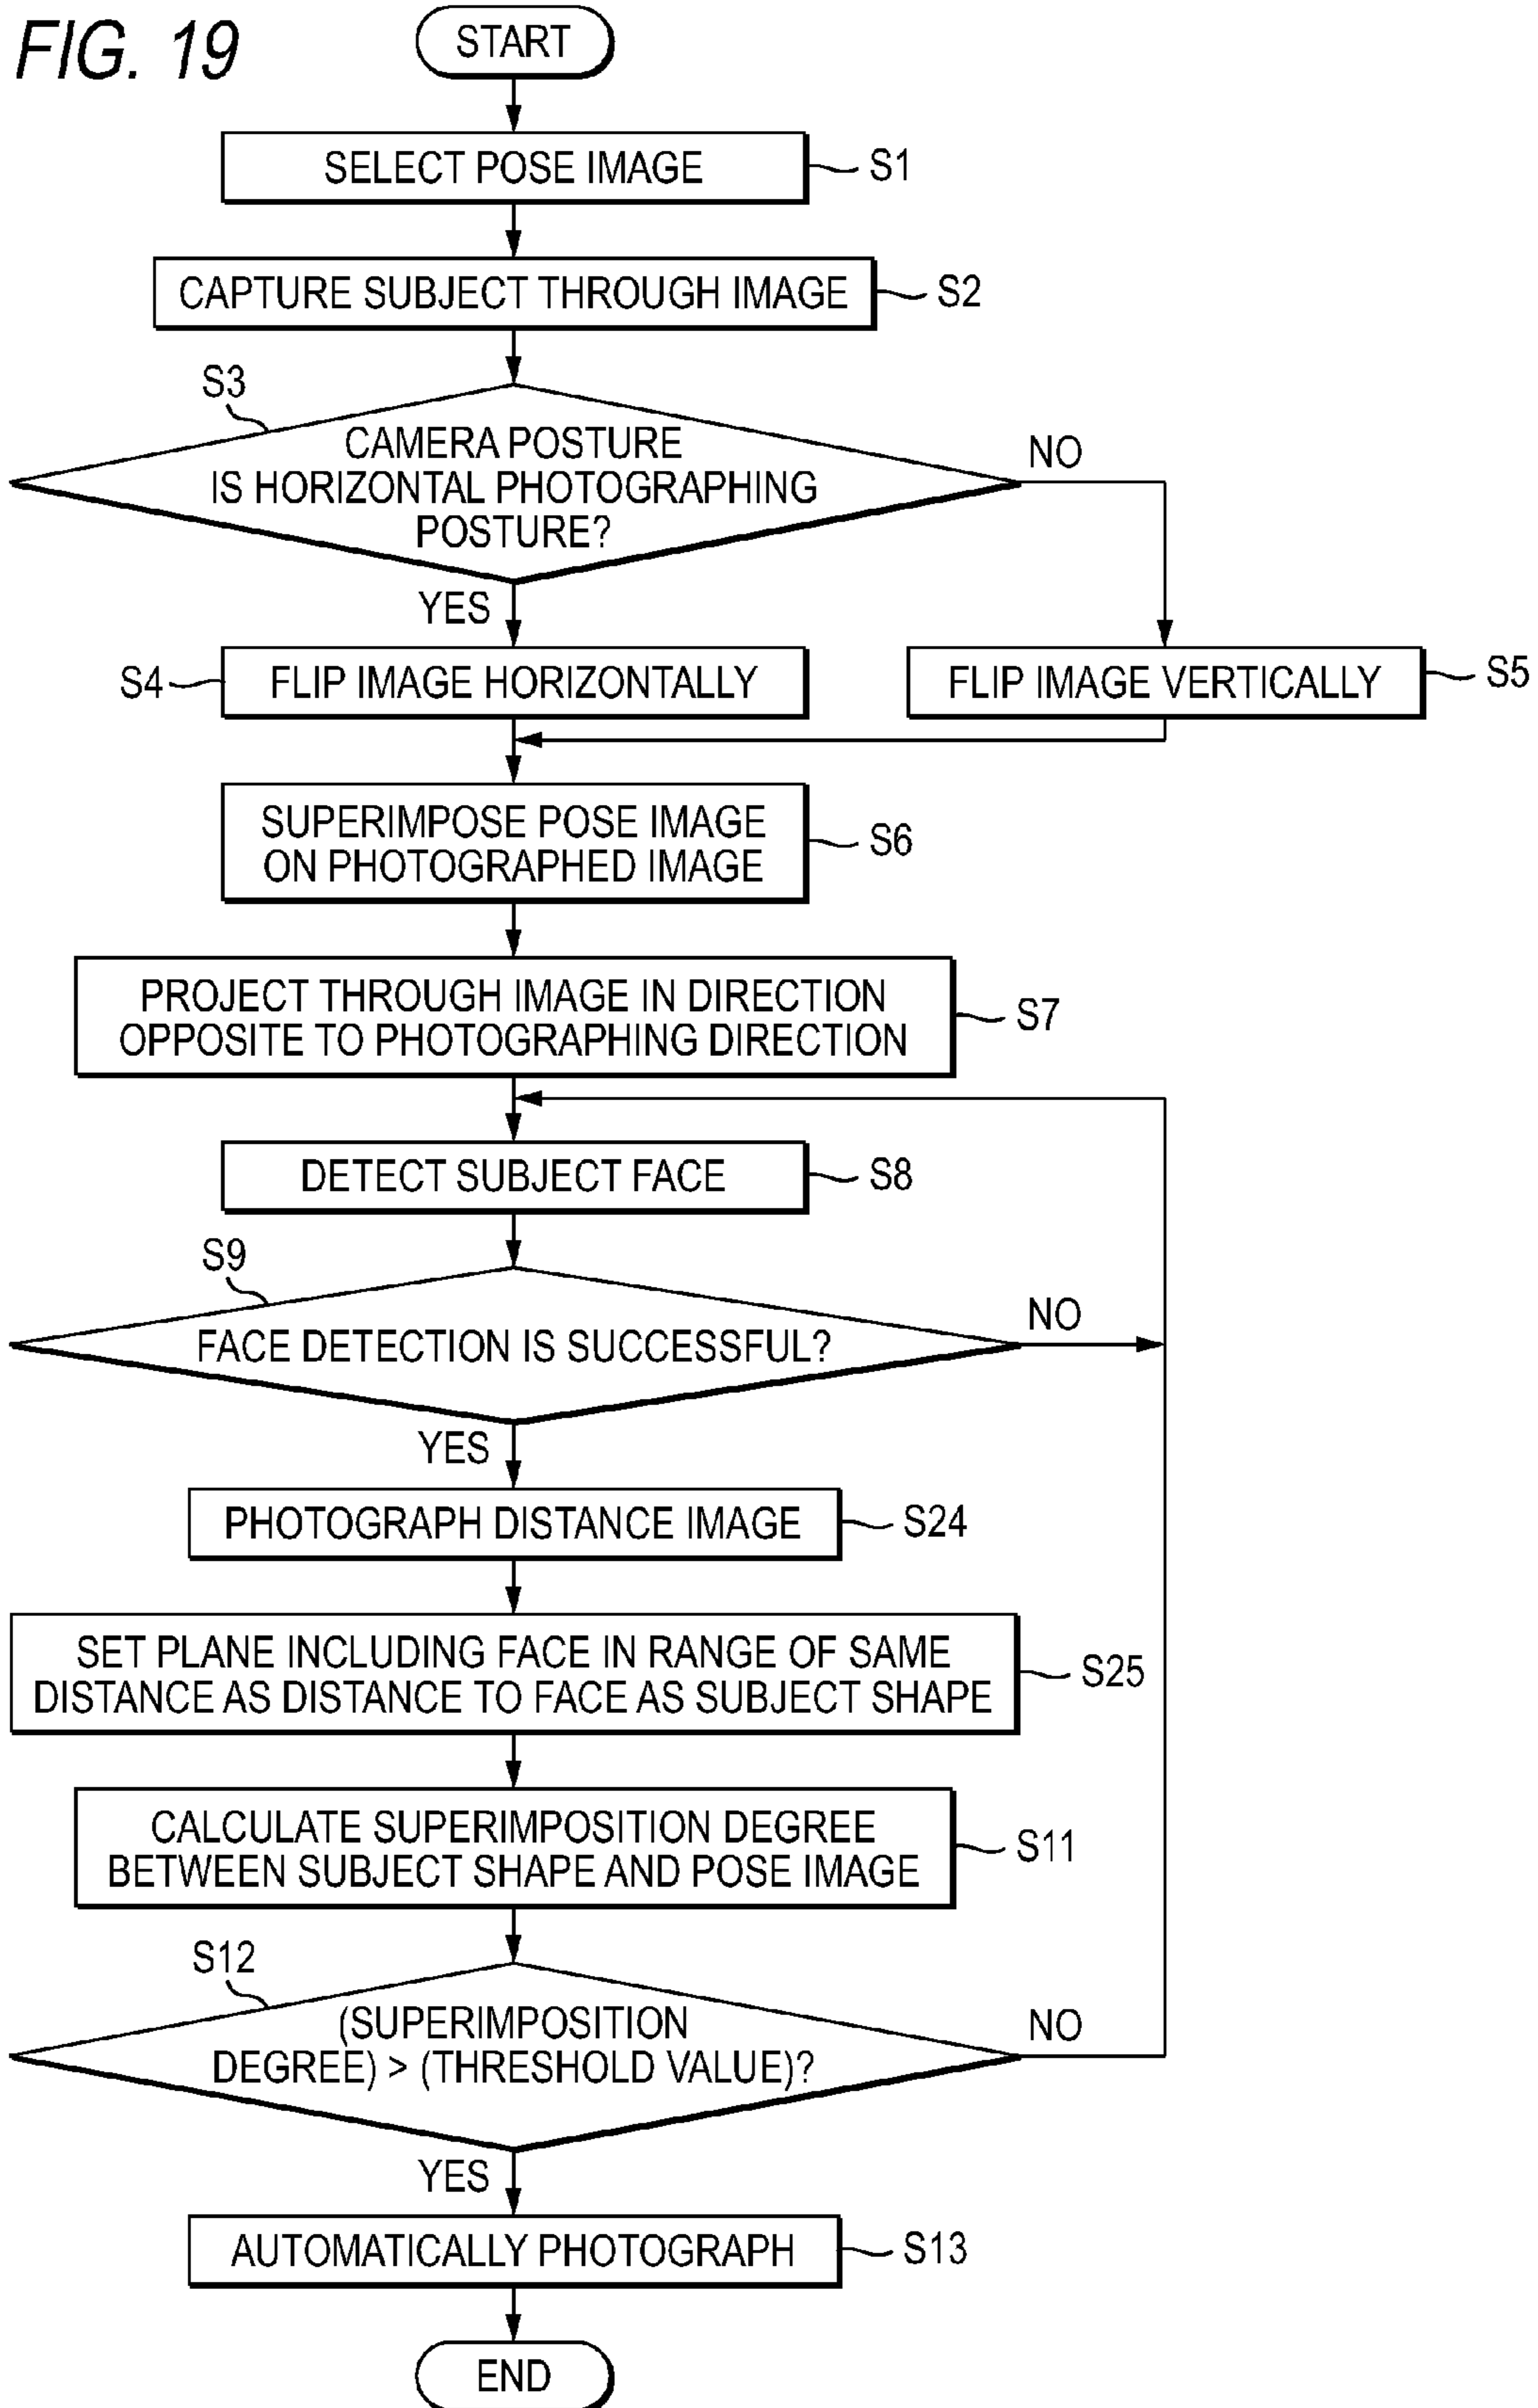 FIG. 19
START
SELECT POSE IMAGE
S1
CAPTURE SUBJECT THROUGH IMAGE
S2
S3
CAMERA POSTURE
IS HORIZONTAL PHOTOGRAPHING
POSTURE?
NO
YES
S4
FLIP IMAGE HORIZONTALLY
FLIP IMAGE VERTICALLY
S5
SUPERIMPOSE POSE IMAGE
ON PHOTOGRAPHED IMAGE
S6
PROJECT THROUGH IMAGE IN DIRECTION
OPPOSITE TO PHOTOGRAPHING DIRECTION
S7
DETECT SUBJECT FACE
S8
S9
FACE DETECTION IS SUCCESSFUL?
NO
YES
PHOTOGRAPH DISTANCE IMAGE
S24
SET PLANE INCLUDING FACE IN RANGE OF SAME
DISTANCE AS DISTANCE TO FACE AS SUBJECT SHAPE
S25
CALCULATE SUPERIMPOSITION DEGREE
BETWEEN SUBJECT SHAPE AND POSE IMAGE
S11
S12
(SUPERIMPOSITION
DEGREE) > (THRESHOLD VALUE)?
NO
YES
AUTOMATICALLY PHOTOGRAPH
S13
END